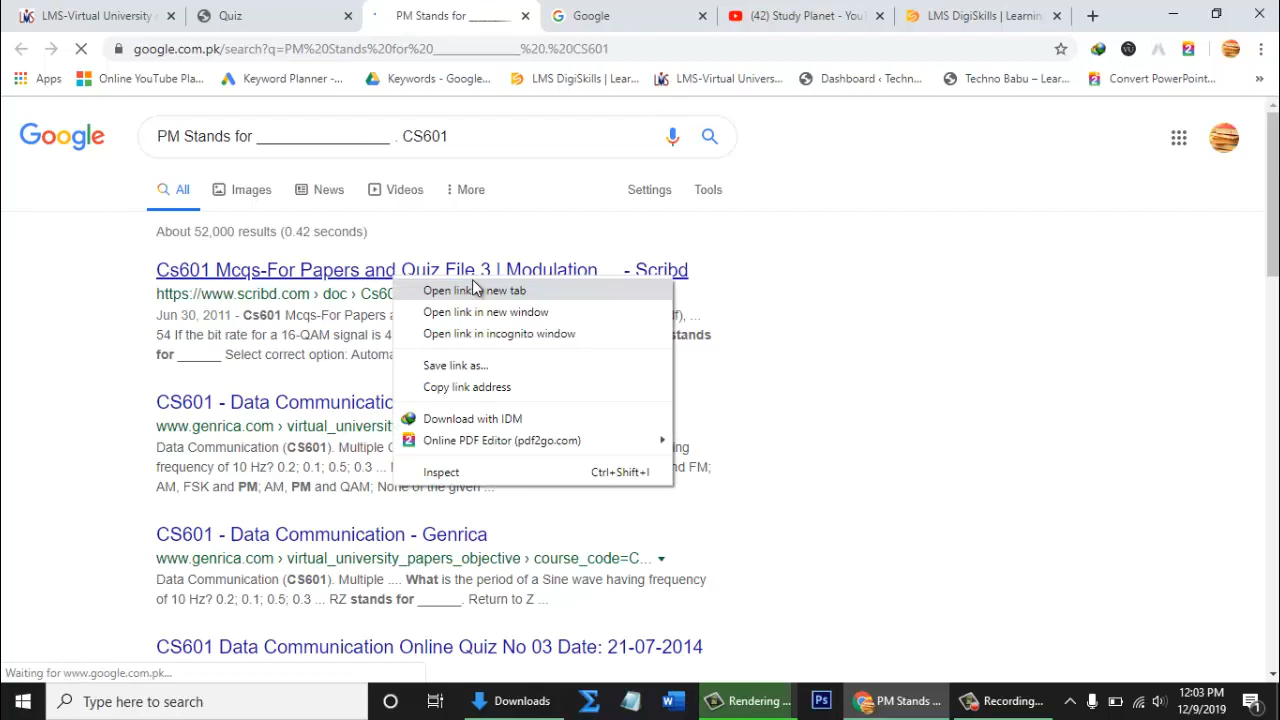 LMS-Virtual University
Quiz
PM Stands for
Google
(42) Study Planet - You
LMS DigiSkills | Learnin
google.com.pk/search?q=PM%20Stands%20for%20_____________%20.%20CS601
Apps
Online YouTube Pla...
Keyword Planner -...
Keywords - Google...
LMS DigiSkills | Lear...
LMS-Virtual Univers...
Dashboard ‹ Techn...
Techno Babu – Lear...
Convert PowerPoint...
»
Google
PM Stands for _________________ . CS601
All
Images
News
Videos
More
Settings
Tools
About 52,000 results (0.42 seconds)
Cs601 Mcqs-For Papers and Quiz File 3 | Modulation ... - Scribd
https://www.scribd.com › doc › Cs60
Jun 30, 2011 - Cs601 Mcqs-For Papers a
df), ...
54 If the bit rate for a 16-QAM signal is 4
stands
for ______ Select correct option: Automa
Open link in new tab
Open link in new window
Open link in incognito window
Save link as...
Copy link address
Download with IDM
Online PDF Editor (pdf2go.com)
Inspect Ctrl+Shift+I
CS601 - Data Communicatio
www.genrica.com › virtual_univers
Data Communication (CS601). Multiple C
ing
frequency of 10 Hz? 0.2; 0.1; 0.5; 0.3 ... R
nd FM;
AM, FSK and PM; AM, PM and QAM; None of the given ...
CS601 - Data Communication - Genrica
www.genrica.com › virtual_university_papers_objective › course_code=C...
Data Communication (CS601). Multiple .... What is the period of a Sine wave having frequency
of 10 Hz? 0.2; 0.1; 0.5; 0.3 ... RZ stands for ______. Return to Z ...
CS601 Data Communication Online Quiz No 03 Date: 21-07-2014
Waiting for www.google.com.pk...
Type here to search
Downloads
Rendering ...
PM Stands ...
Recording...
12:03 PM
12/9/2019